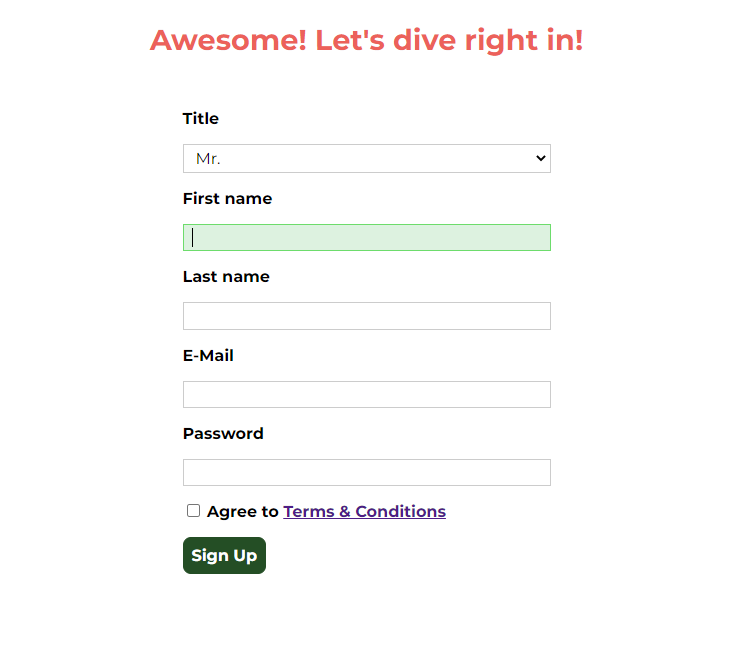 Awesome! Let's dive right in!
Title
Mr.
First name
Last name
E-Mail
Password
Agree to Terms & Conditions
Sign Up